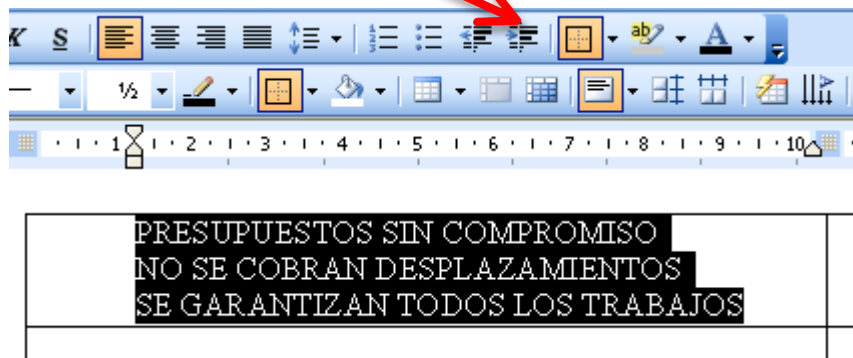 K S
ab A
½
1 2 3 4 5 6 7 8 9 10
PRESUPUESTOS SIN COMPROMISO
NO SE COBRAN DESPLAZAMIENTOS
SE GARANTIZAN TODOS LOS TRABAJOS